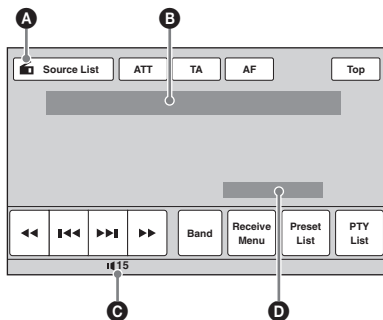 A B
Source List ATT TA AF Top
Band Receive Menu Preset List PTY List
15
C D